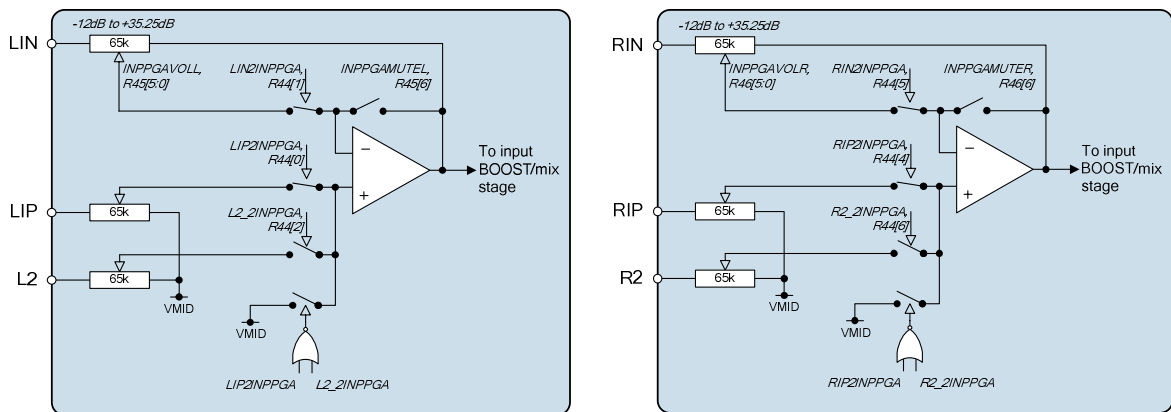 -12dB to +35.25dB
LIN
65k
INPPGAVOLL,
R45[5:0]
LIN2INPPGA,
R44[1]
INPPGAMUTEL,
R45[6]
LIP2INPPGA,
R44[0]
−
+
To input
BOOST/mix
stage
LIP
65k
L2_2INPPGA,
R44[2]
L2
65k
VMID
VMID
LIP2INPPGA
L2_2INPPGA
-12dB to +35.25dB
RIN
65k
INPPGAVOLR,
R46[5:0]
RIN2INPPGA,
R44[5]
INPPGAMUTER,
R46[6]
RIP2INPPGA,
R44[4]
−
+
To input
BOOST/mix
stage
RIP
65k
R2_2INPPGA,
R44[6]
R2
65k
VMID
VMID
RIP2INPPGA
R2_2INPPGA